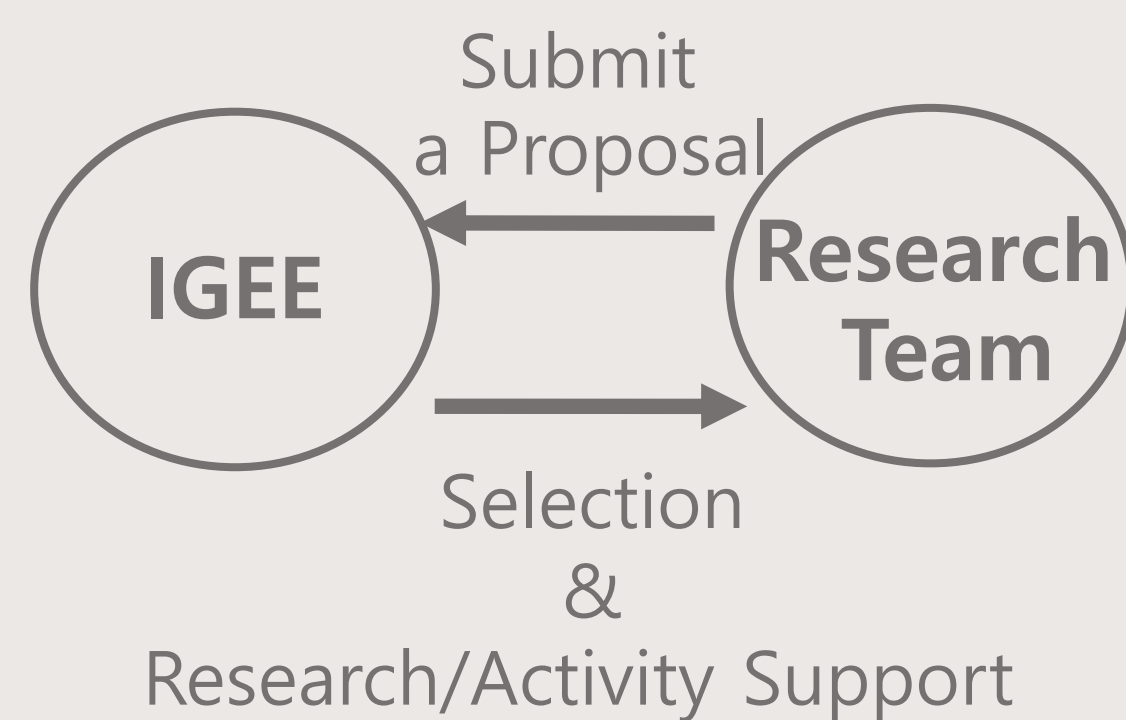 Submit
a Proposal
IGEE
Research
Team
Selection
&
Research/Activity Support